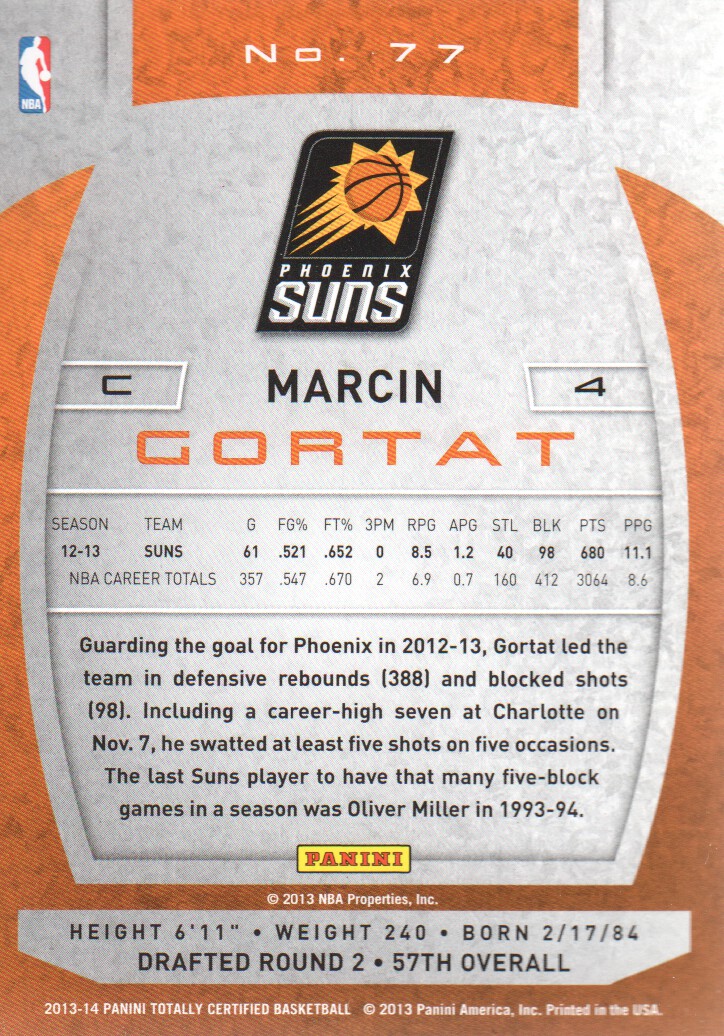 No. 77
NBA
PHOENIX
SUNS
C MARCIN 4
GORTAT
SEASON TEAM G FG% FT% 3PM RPG APG STL BLK PTS PPG
12-13 SUNS 61 .521 .652 0 8.5 1.2 40 98 680 11.1
NBA CAREER TOTALS 357 .547 .670 2 6.9 0.7 160 412 3064 8.6
Guarding the goal for Phoenix in 2012-13, Gortat led the
team in defensive rebounds (388) and blocked shots
(98). Including a career-high seven at Charlotte on
Nov. 7, he swatted at least five shots on five occasions.
The last Suns player to have that many five-block
games in a season was Oliver Miller in 1993-94.
PANINI
© 2013 NBA Properties, Inc.
HEIGHT 6'11" • WEIGHT 240 • BORN 2/17/84
DRAFTED ROUND 2 • 57TH OVERALL
2013-14 PANINI TOTALLY CERTIFIED BASKETBALL © 2013 Panini America, Inc. Printed in the USA.